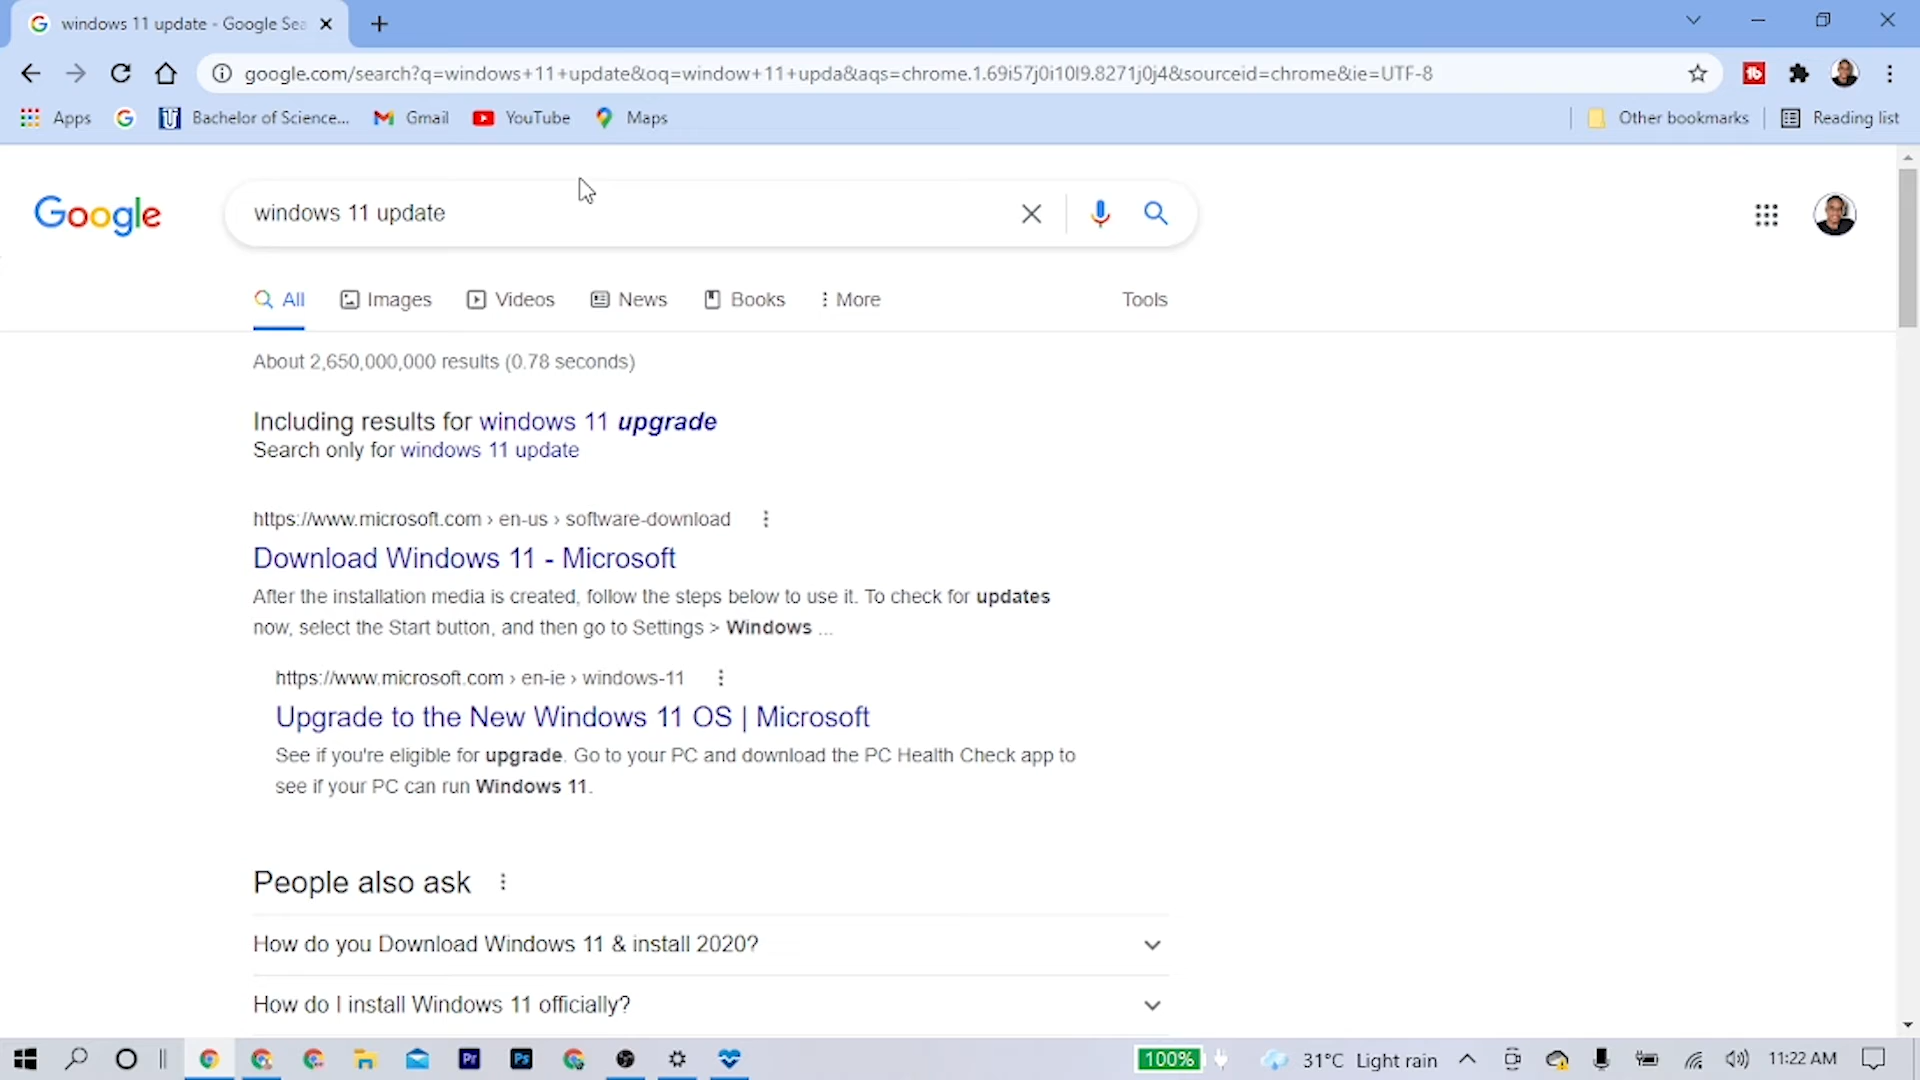 windows 11 update - Google Sea
google.com/search?q=windows+11+update&oq=window+11+upda&aqs=chrome.1.69i57j0i10l9.8271j0j4&sourceid=chrome&ie=UTF-8
Apps
Bachelor of Science...
Gmail
YouTube
Maps
Other bookmarks
Reading list
Google
windows 11 update
All
Images
Videos
News
Books
More
Tools
About 2,650,000,000 results (0.78 seconds)
Including results for windows 11 upgrade
Search only for windows 11 update
https://www.microsoft.com › en-us › software-download
Download Windows 11 - Microsoft
After the installation media is created, follow the steps below to use it. To check for updates
now, select the Start button, and then go to Settings > Windows ...
https://www.microsoft.com › en-ie › windows-11
Upgrade to the New Windows 11 OS | Microsoft
See if you're eligible for upgrade. Go to your PC and download the PC Health Check app to
see if your PC can run Windows 11.
People also ask
How do you Download Windows 11 & install 2020?
How do I install Windows 11 officially?
Pr
Ps
100%
31°C Light rain
11:22 AM